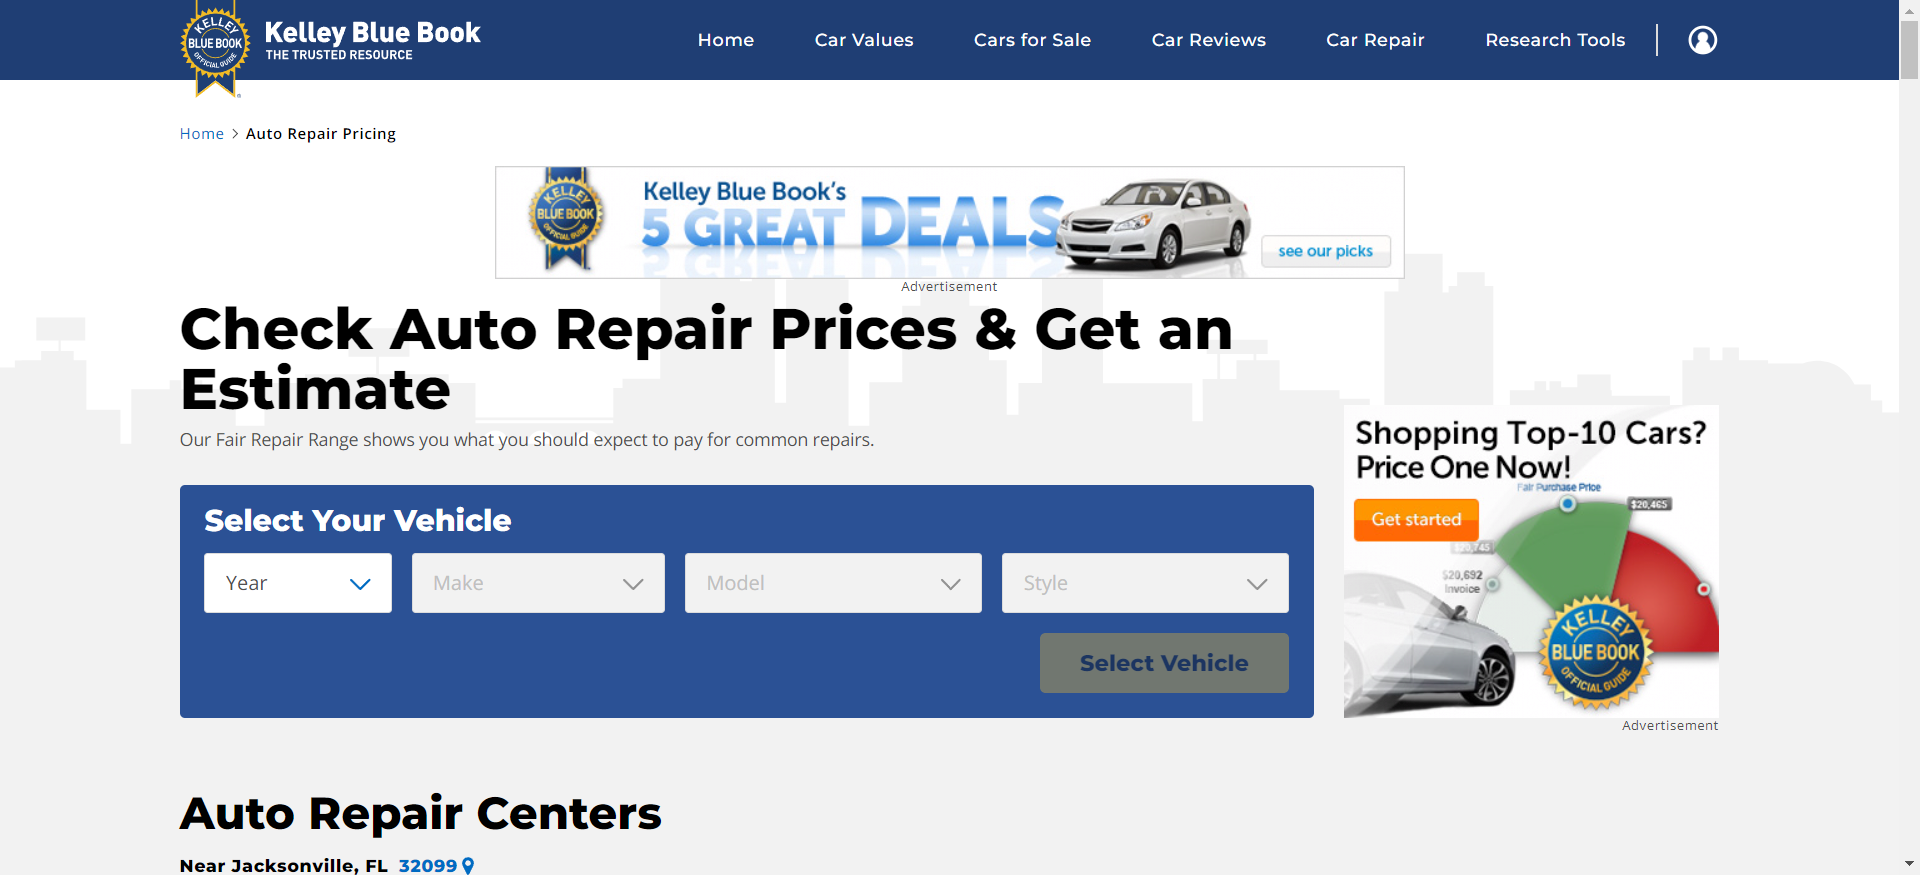 KELLEY
BLUE BOOK
OFFICIAL GUIDE
Kelley Blue Book
THE TRUSTED RESOURCE
Home
Car Values
Cars for Sale
Car Reviews
Car Repair
Research Tools
Home > Auto Repair Pricing
KELLEY
BLUE BOOK
OFFICIAL GUIDE
Kelley Blue Book's
5 GREAT DEALS
see our picks
Advertisement
Check Auto Repair Prices & Get an
Estimate
Our Fair Repair Range shows you what you should expect to pay for common repairs.
Select Your Vehicle
Year
Make
Model
Style
Select Vehicle
Shopping Top-10 Cars?
Price One Now!
Fair Purchase Price
$20,465
Get started
$20,745
$20,692
Invoice
KELLEY
BLUE BOOK
OFFICIAL GUIDE
Advertisement
Auto Repair Centers
Near Jacksonville, FL 32099